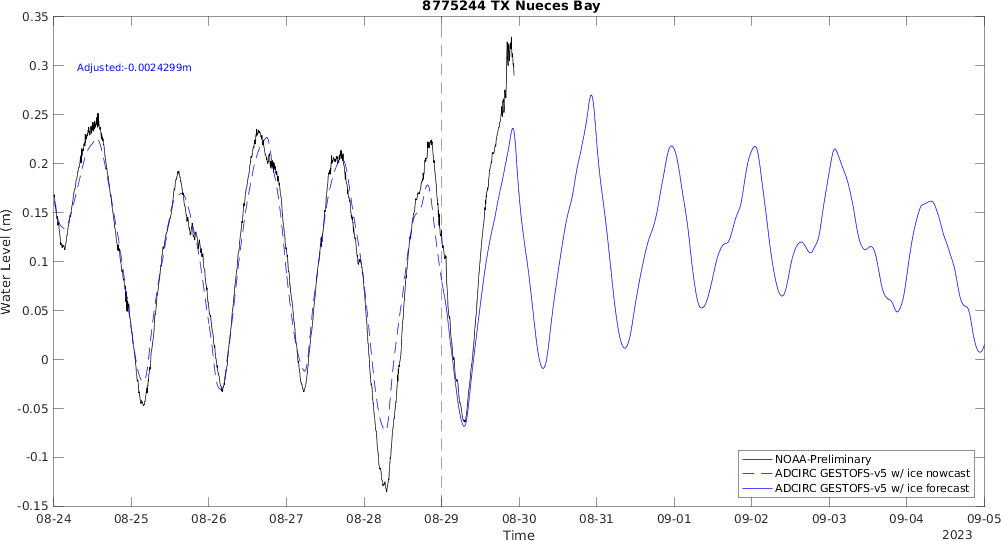 8775244 TX Nueces Bay
0.35
0.3
0.25
0.2
0.15
0.1
0.05
0
-0.05
-0.1
-0.15
Water Level (m)
Adjusted:-0.0024299m
NOAA-Preliminary
ADCIRC GESTOFS-v5 w/ ice nowcast
ADCIRC GESTOFS-v5 w/ ice forecast
08-24 08-25 08-26 08-27 08-28 08-29 08-30 08-31 09-01 09-02 09-03 09-04 09-05
Time
2023